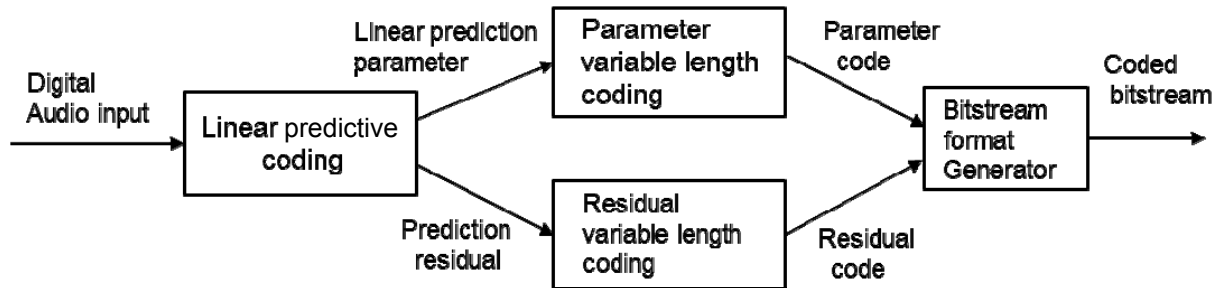 Digital
Audio input
Linear predictive
coding
Linear prediction
parameter
Parameter
variable length
coding
Parameter
code
Prediction
residual
Residual
variable length
coding
Residual
code
Bitstream
format
Generator
Coded
bitstream